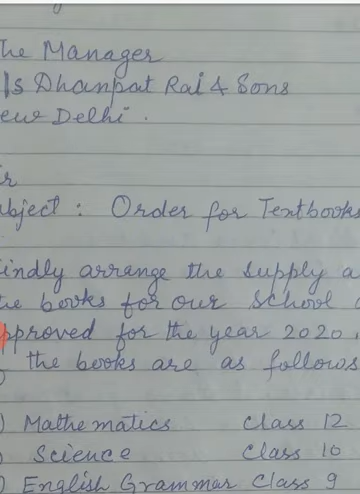 he Manager
/s Dhanpat Rai & Sons
ew Delhi .
ir
ubject : Order for Textbooks
indly arrange the supply a
he books for our School
pproved for the year 2020.
the books are as follows
) Mathematics Class 12
) Science Class 10
) English Grammar Class 9